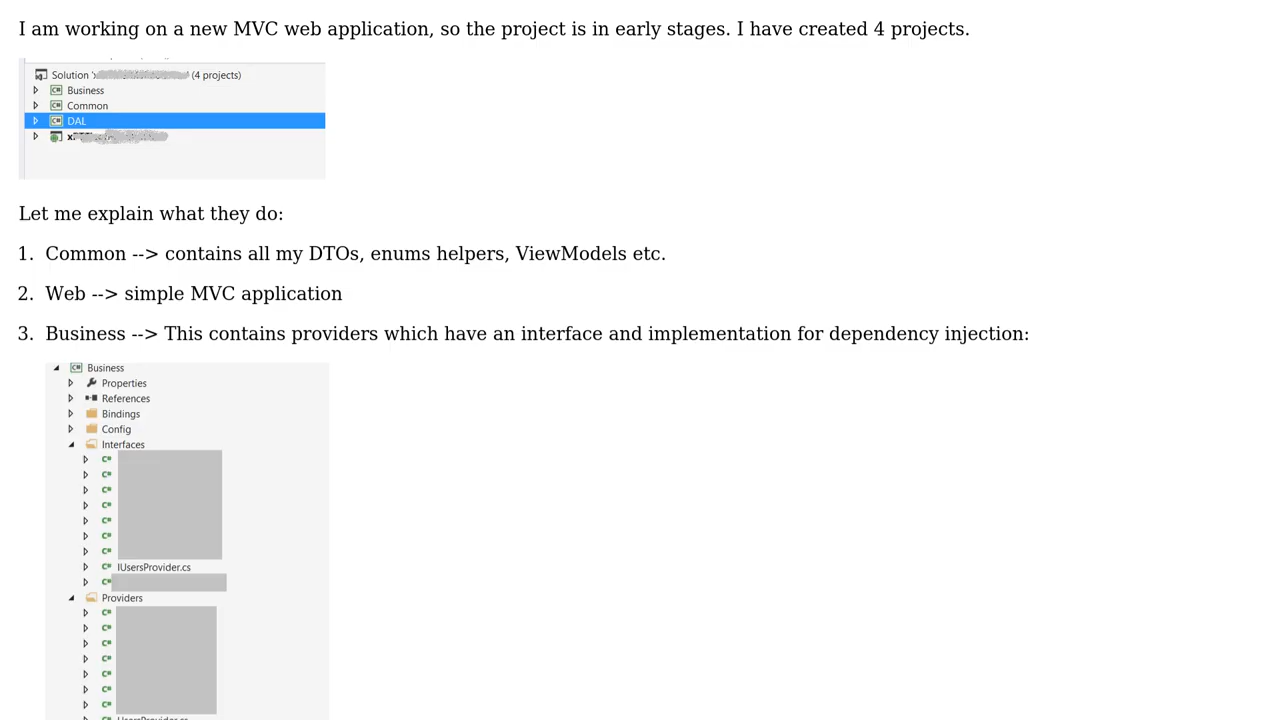 I am working on a new MVC web application, so the project is in early stages. I have created 4 projects.
Solution '  (4 projects)
Business
Common
DAL
Let me explain what they do:
1. Common --> contains all my DTOs, enums helpers, ViewModels etc.
2. Web --> simple MVC application
3. Business --> This contains providers which have an interface and implementation for dependency injection:
Business
Properties
References
Bindings
Config
Interfaces
IUsersProvider.cs
Providers
UsersProvider.cs